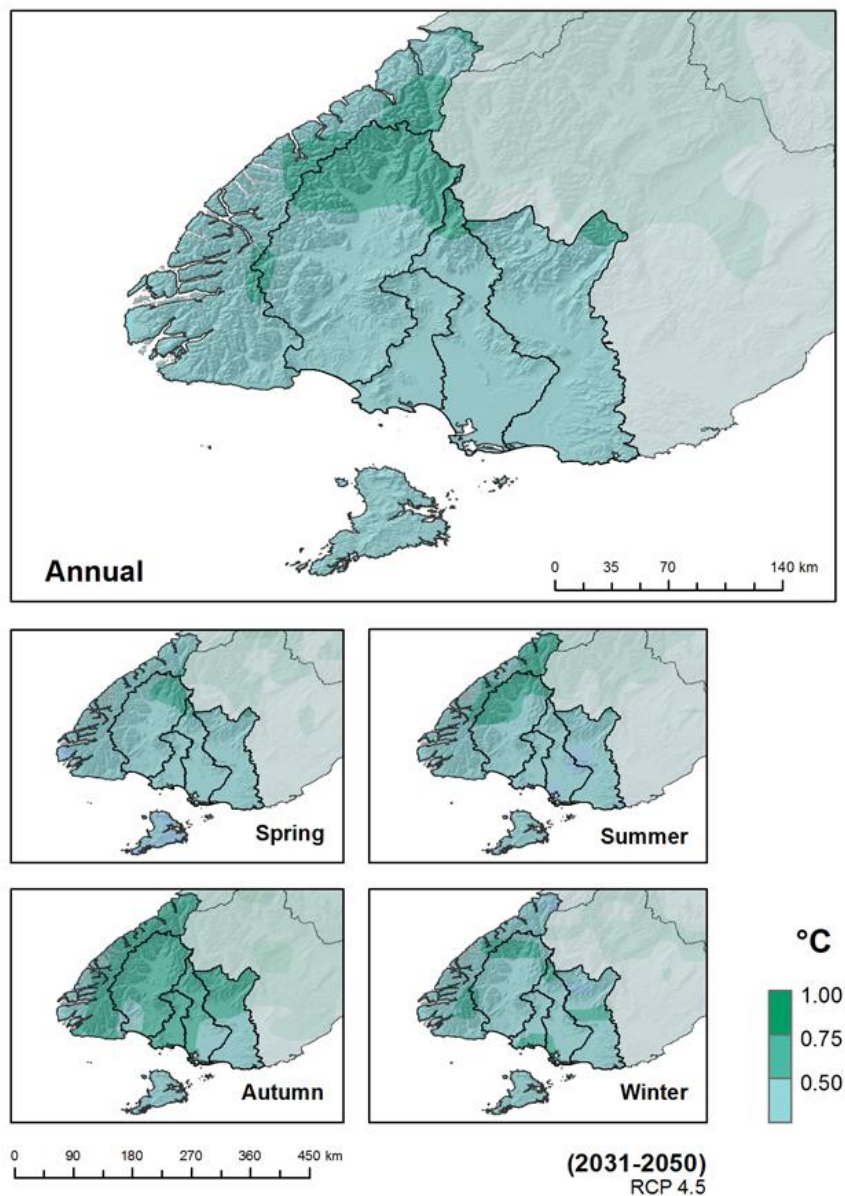 Annual
0 35 70 140 km
Spring
Summer
Autumn
Winter
°C
1.00
0.75
0.50
0 90 180 270 360 450 km
(2031-2050)
RCP 4.5